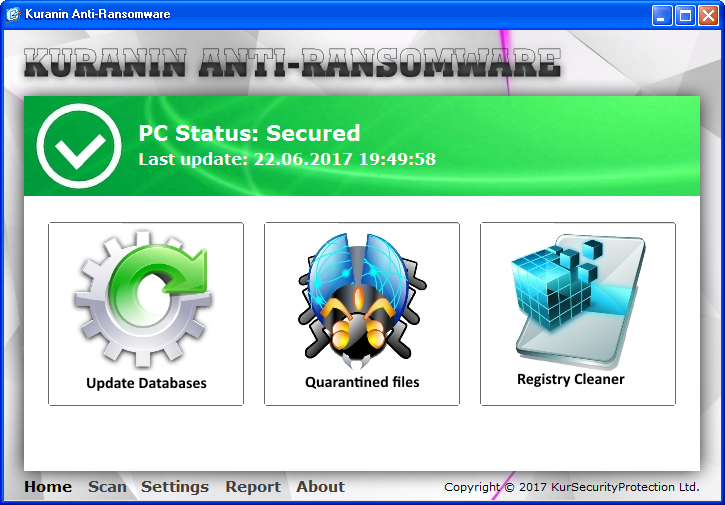 Kuranin Anti-Ransomware
KURANIN ANTI-RANSOMWARE
PC Status: Secured
Last update: 22.06.2017 19:49:58
Update Databases
Quarantined files
Registry Cleaner
Home Scan Settings Report About
Copyright © 2017 KurSecurityProtection Ltd.